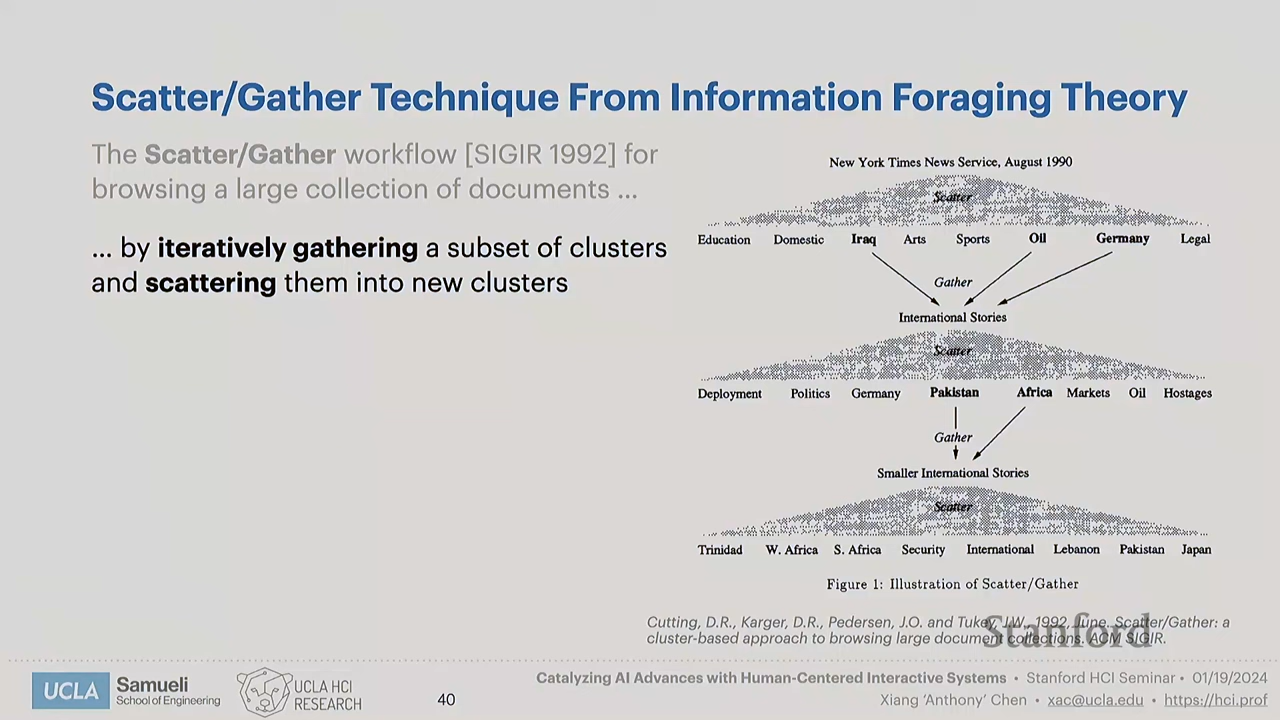 Scatter/Gather Technique From Information Foraging Theory
The Scatter/Gather workflow [SIGIR 1992] for
browsing a large collection of documents ...
... by iteratively gathering a subset of clusters
and scattering them into new clusters
New York Times News Service, August 1990
Scatter
Education Domestic Iraq Arts Sports Oil Germany Legal
Gather
International Stories
Scatter
Deployment Politics Germany Pakistan Africa Markets Oil Hostages
Gather
Smaller International Stories
Scatter
Trinidad W. Africa S. Africa Security International Lebanon Pakistan Japan
Figure 1: Illustration of Scatter/Gather
Cutting, D.R., Karger, D.R., Pedersen, J.O. and Tukey, J.W., 1992, June. Scatter/Gather: a
cluster-based approach to browsing large document collections. ACM SIGIR.
Stanford
UCLA Samueli
School of Engineering
UCLA HCI
RESEARCH
40
Catalyzing AI Advances with Human-Centered Interactive Systems • Stanford HCI Seminar • 01/19/2024
Xiang 'Anthony' Chen • xac@ucla.edu • https://hci.prof